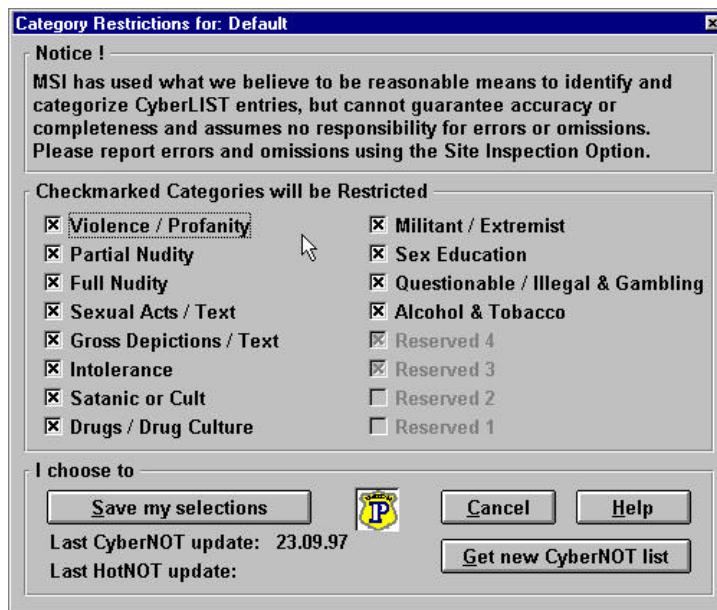 Category Restrictions for: Default
Notice !
MSI has used what we believe to be reasonable means to identify and
categorize CyberLIST entries, but cannot guarantee accuracy or
completeness and assumes no responsibility for errors or omissions.
Please report errors and omissions using the Site Inspection Option.
Checkmarked Categories will be Restricted
Violence / Profanity
Partial Nudity
Full Nudity
Sexual Acts / Text
Gross Depictions / Text
Intolerance
Satanic or Cult
Drugs / Drug Culture
Militant / Extremist
Sex Education
Questionable / Illegal & Gambling
Alcohol & Tobacco
Reserved 4
Reserved 3
Reserved 2
Reserved 1
I choose to
Save my selections
P
Cancel
Help
Last CyberNOT update: 23.09.97
Last HotNOT update:
Get new CyberNOT list